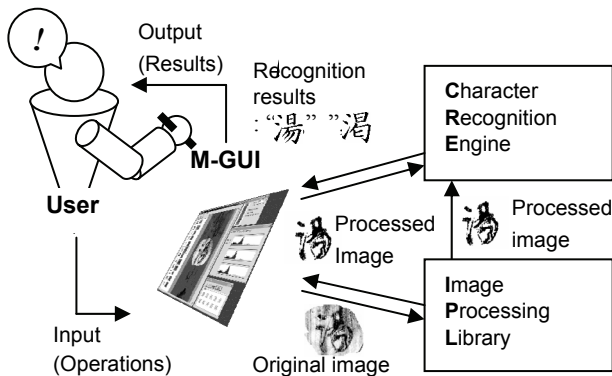 !
Output
(Results)
Recognition
results
: “湯” ”渇
M-GUI
User
Input
(Operations)
Processed
Image
Original image
Character
Recognition
Engine
Processed
image
Image
Processing
Library